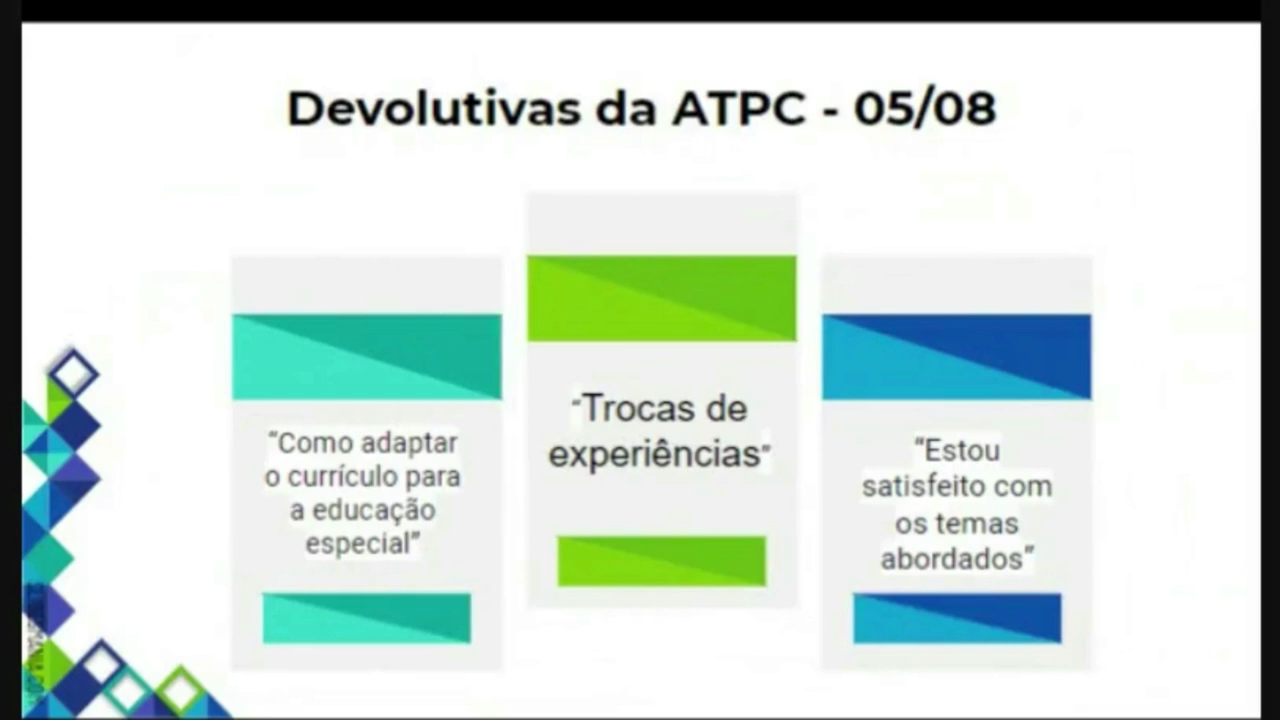 Devolutivas da ATPC - 05/08
“Como adaptar
o currículo para
a educação
especial”
“Trocas de
experiências”
“Estou
satisfeito com
os temas
abordados”